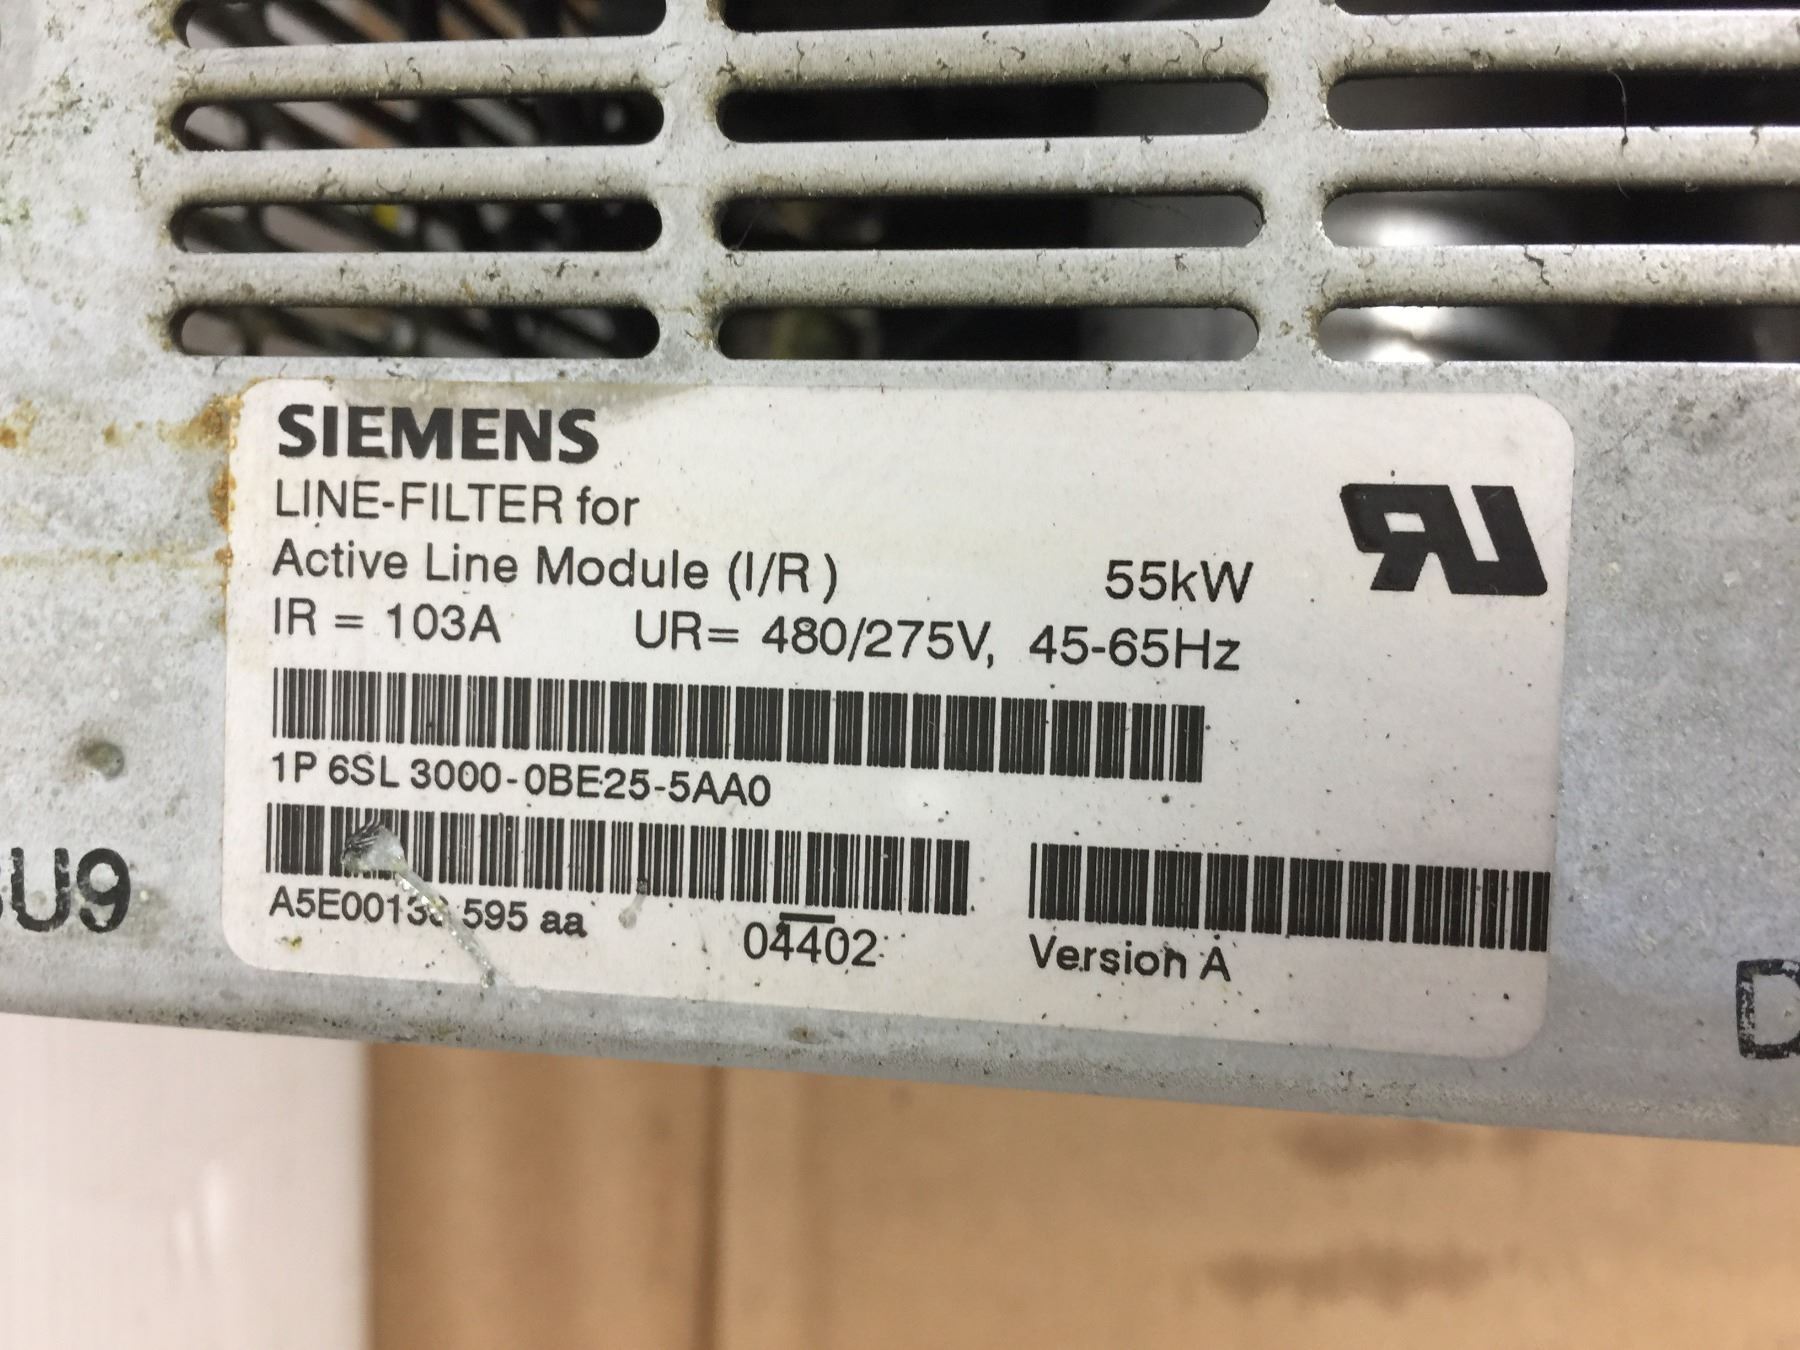 SIEMENS
LINE-FILTER for
Active Line Module (I/R) 55kW
IR = 103A UR= 480/275V, 45-65Hz
1P 6SL 3000-0BE25-5AA0
595 aa
04402
Version A
U9
D